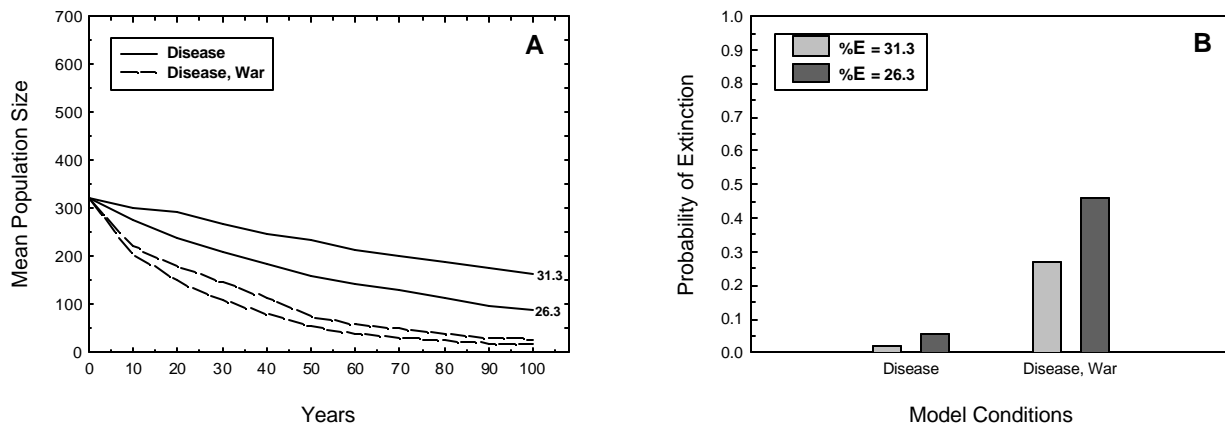 A
Disease
Disease, War
Mean Population Size
700
600
500
400
300
200
100
0
31.3
26.3
0 10 20 30 40 50 60 70 80 90 100
Years
B
%E = 31.3
%E = 26.3
Probability of Extinction
1.0
0.9
0.8
0.7
0.6
0.5
0.4
0.3
0.2
0.1
0.0
Disease Disease, War
Model Conditions